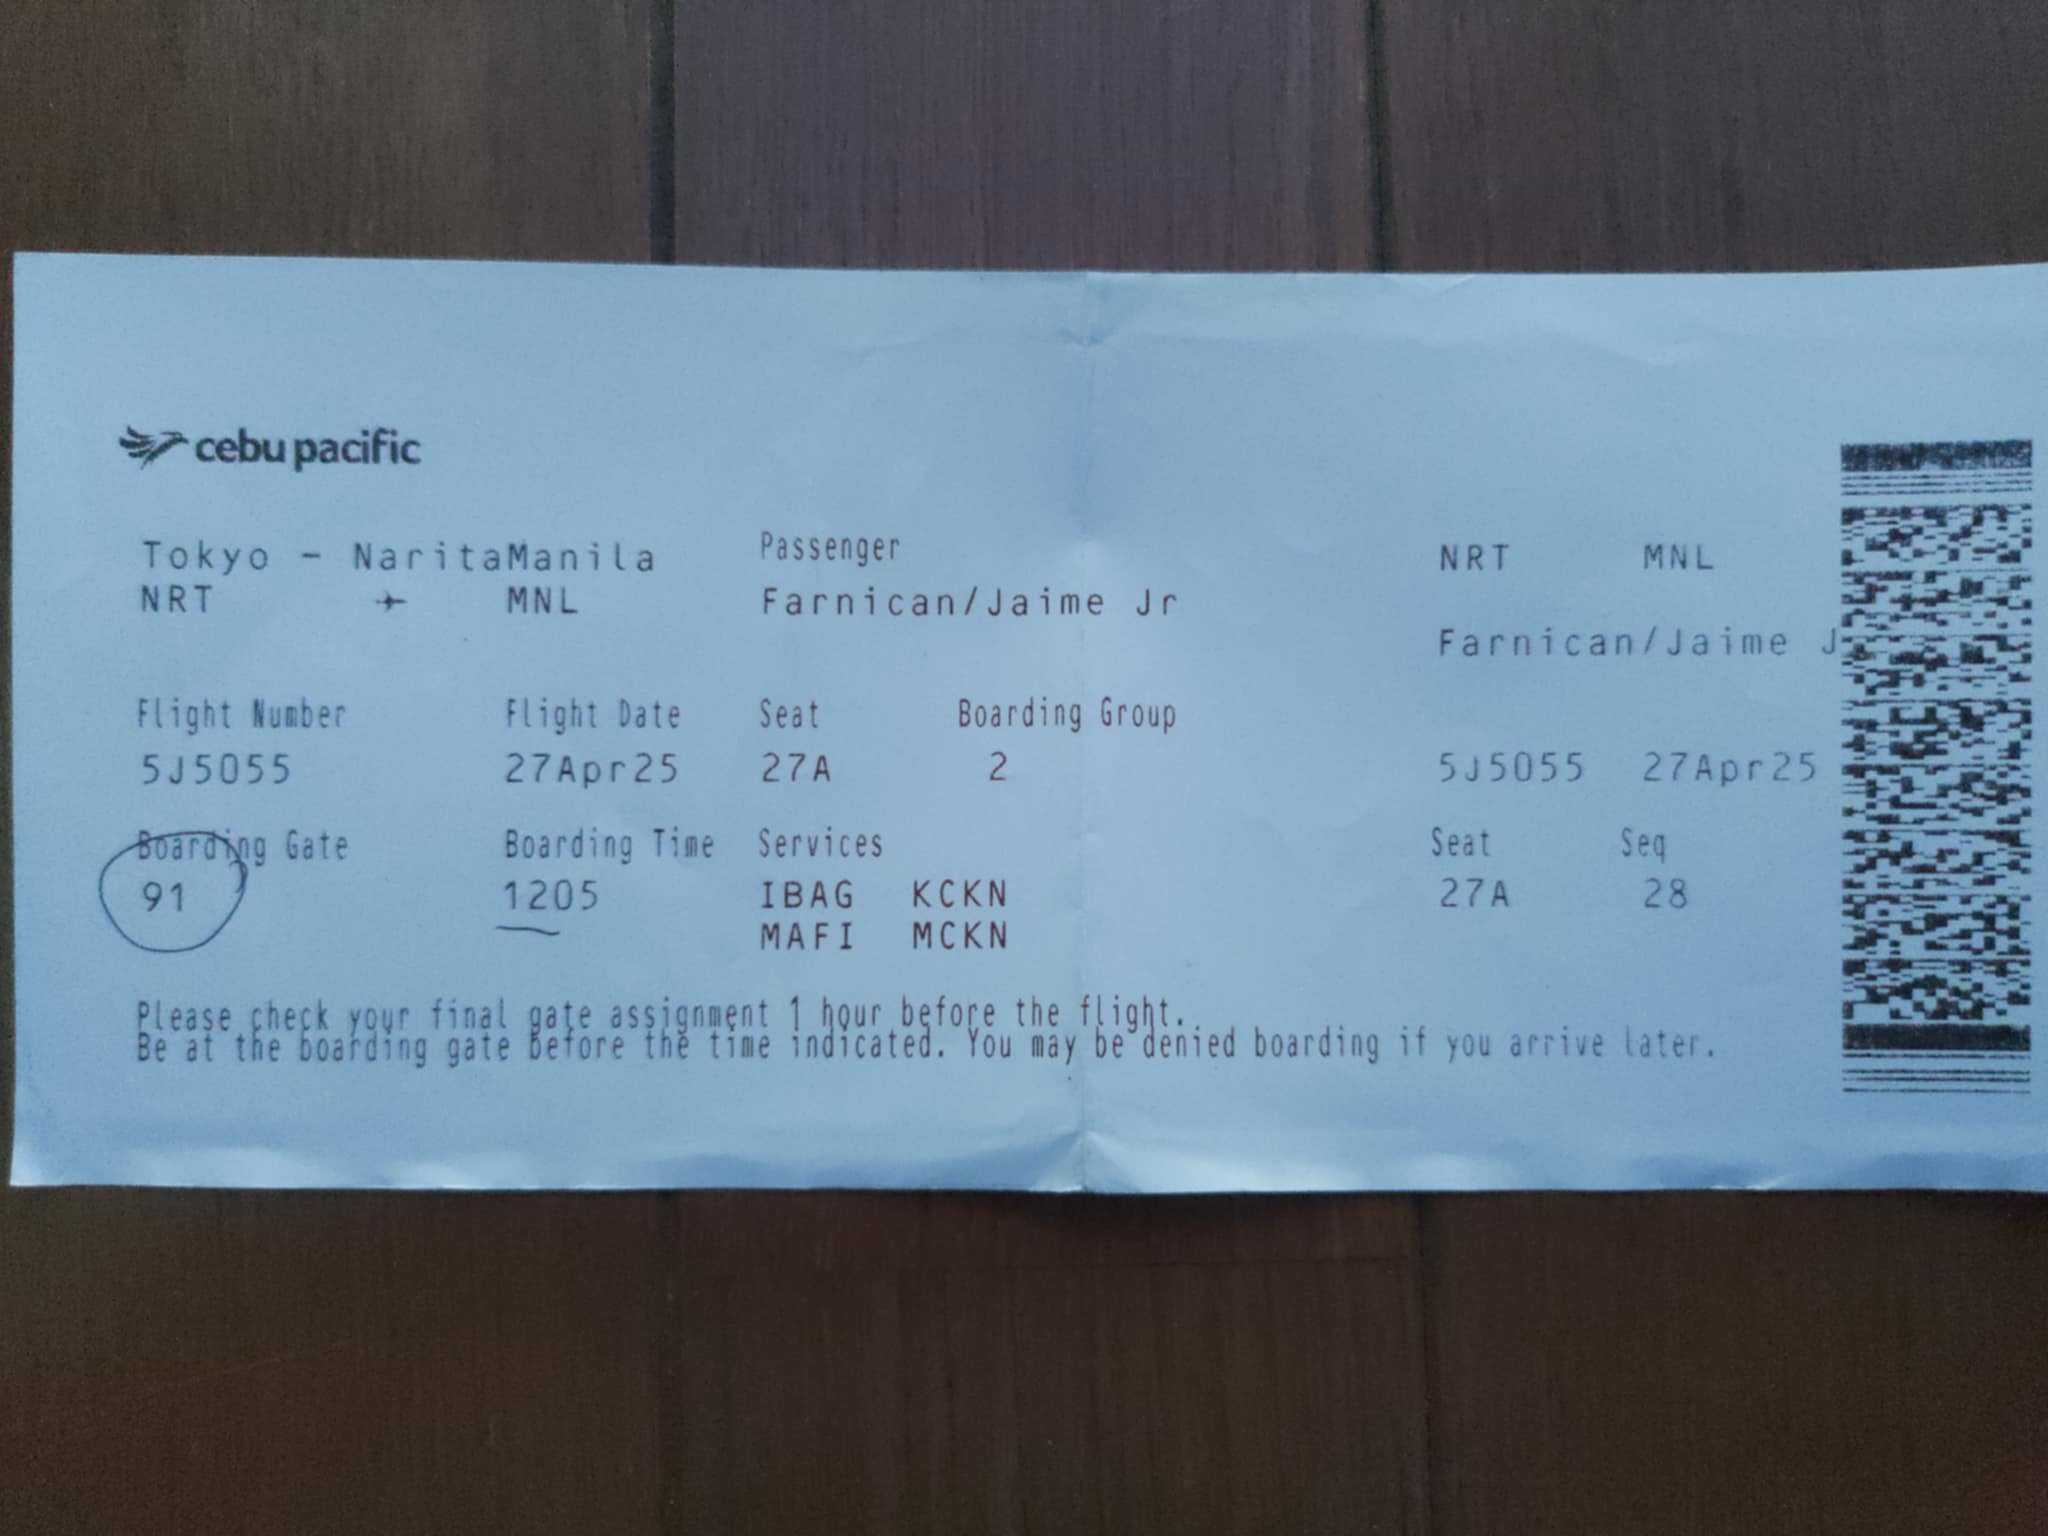 cebu pacific
Tokyo - NaritaManila
NRT MNL
Passenger
Farnican/Jaime Jr
Flight Number Flight Date Seat Boarding Group
5J5055 27Apr25 27A 2
Boarding Gate Boarding Time Services
91 1205 IBAG KCKN
MAFI MCKN
Please check your final gate assignment 1 hour before the flight.
Be at the boarding gate before the time indicated. You may be denied boarding if you arrive later.
NRT MNL
Farnican/Jaime J
5J5055 27Apr25
Seat Seq
27A 28